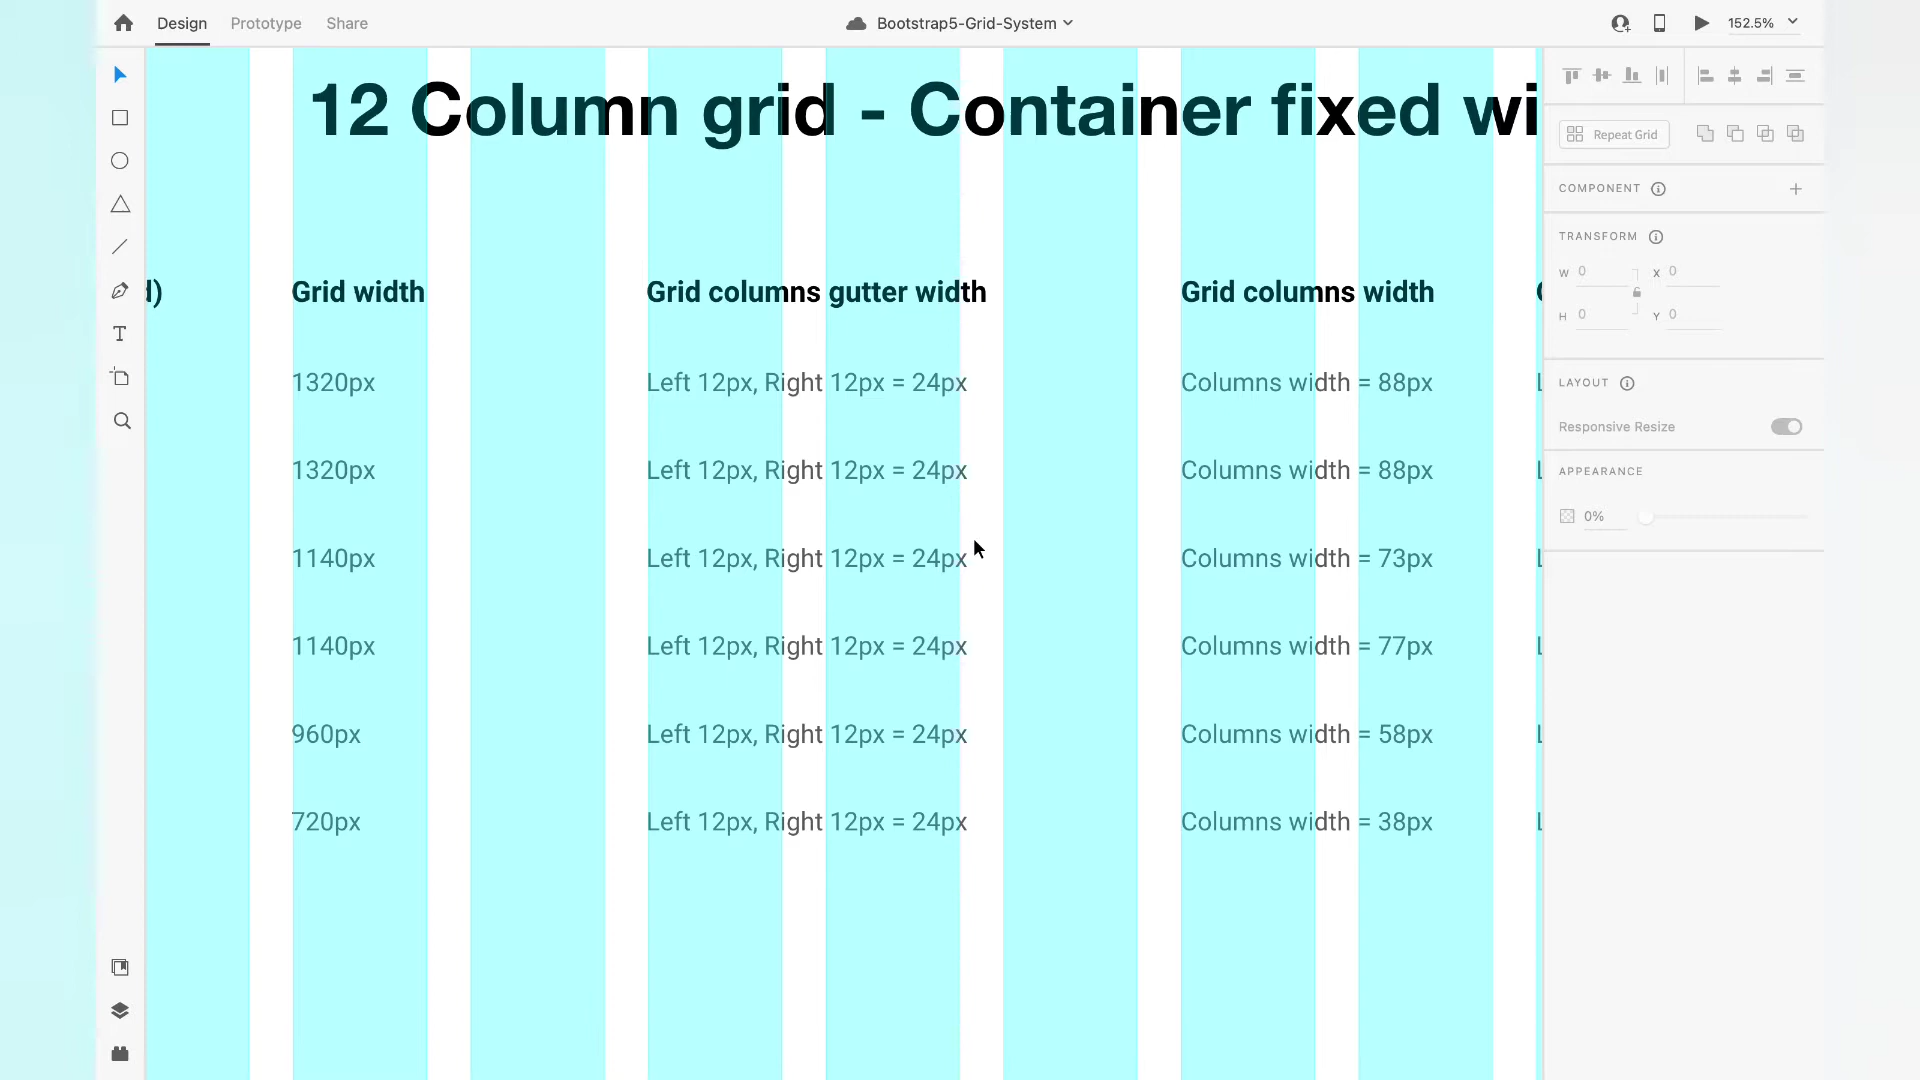 Design Prototype Share Bootstrap5-Grid-System 152.5%
12 Column grid - Container fixed wi
Repeat Grid
COMPONENT
TRANSFORM
W 0 X 0
H 0 Y 0
d) Grid width Grid columns gutter width Grid columns width
1320px Left 12px, Right 12px = 24px Columns width = 88px L
1320px Left 12px, Right 12px = 24px Columns width = 88px L
1140px Left 12px, Right 12px = 24px Columns width = 73px L
1140px Left 12px, Right 12px = 24px Columns width = 77px L
960px Left 12px, Right 12px = 24px Columns width = 58px L
720px Left 12px, Right 12px = 24px Columns width = 38px L
LAYOUT
Responsive Resize
APPEARANCE
0%